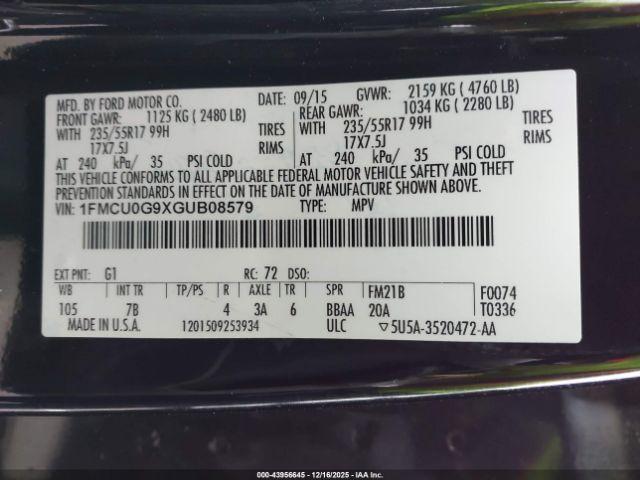 MFD. BY FORD MOTOR CO. DATE: 09/15 GVWR: 2159 KG ( 4760 LB)
FRONT GAWR: 1125 KG ( 2480 LB) REAR GAWR: 1034 KG ( 2280 LB)
WITH 235/55R17 99H TIRES WITH 235/55R17 99H TIRES
17X7.5J RIMS 17X7.5J RIMS
AT 240 kPa/ 35 PSI COLD AT 240 kPa/ 35 PSI COLD
THIS VEHICLE CONFORMS TO ALL APPLICABLE FEDERAL MOTOR VEHICLE SAFETY AND THEFT
PREVENTION STANDARDS IN EFFECT ON THE DATE OF MANUFACTURE SHOWN ABOVE.
VIN: 1FMCU0G9XGUB08579 TYPE: MPV
EXT PNT: G1 RC: 72 DSO:
WB INT TR TP/PS R AXLE TR SPR FM21B F0074
105 7B 4 3A 6 BBAA 20A T0336
MADE IN U.S.A. 1201509253934 ULC ▽5U5A-3520472-AA
000-43956645 - 12/16/2025 - IAA Inc.